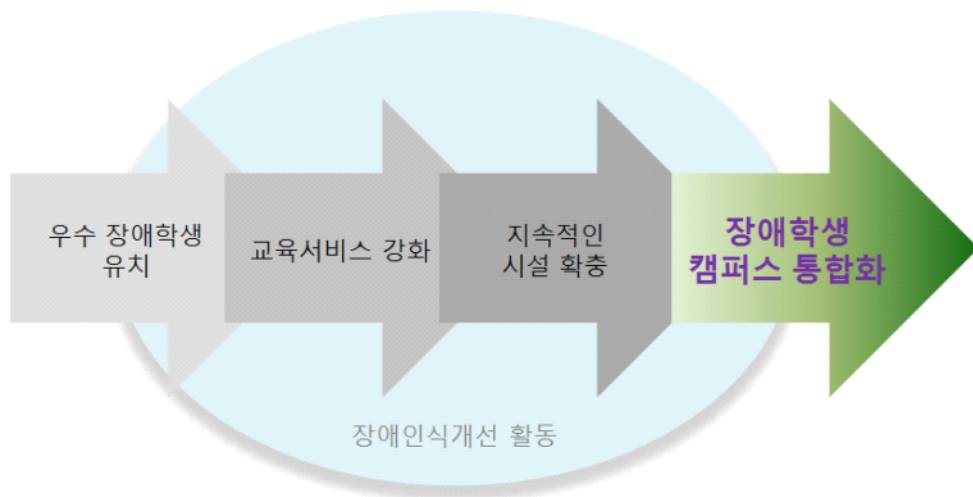 우수 장애학생
유치
교육서비스 강화
지속적인
시설 확충
장애학생
캠퍼스 통합화
장애인식개선 활동